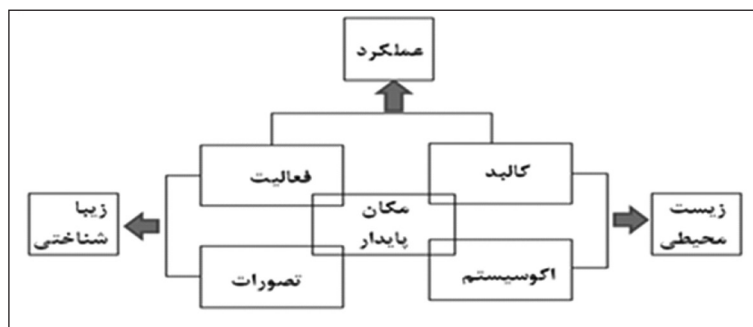 عملکرد
کالبد
فعالیت
مکان
پایدار
زیست
محیطی
زیبا
شناختی
اکوسیستم
تصورات